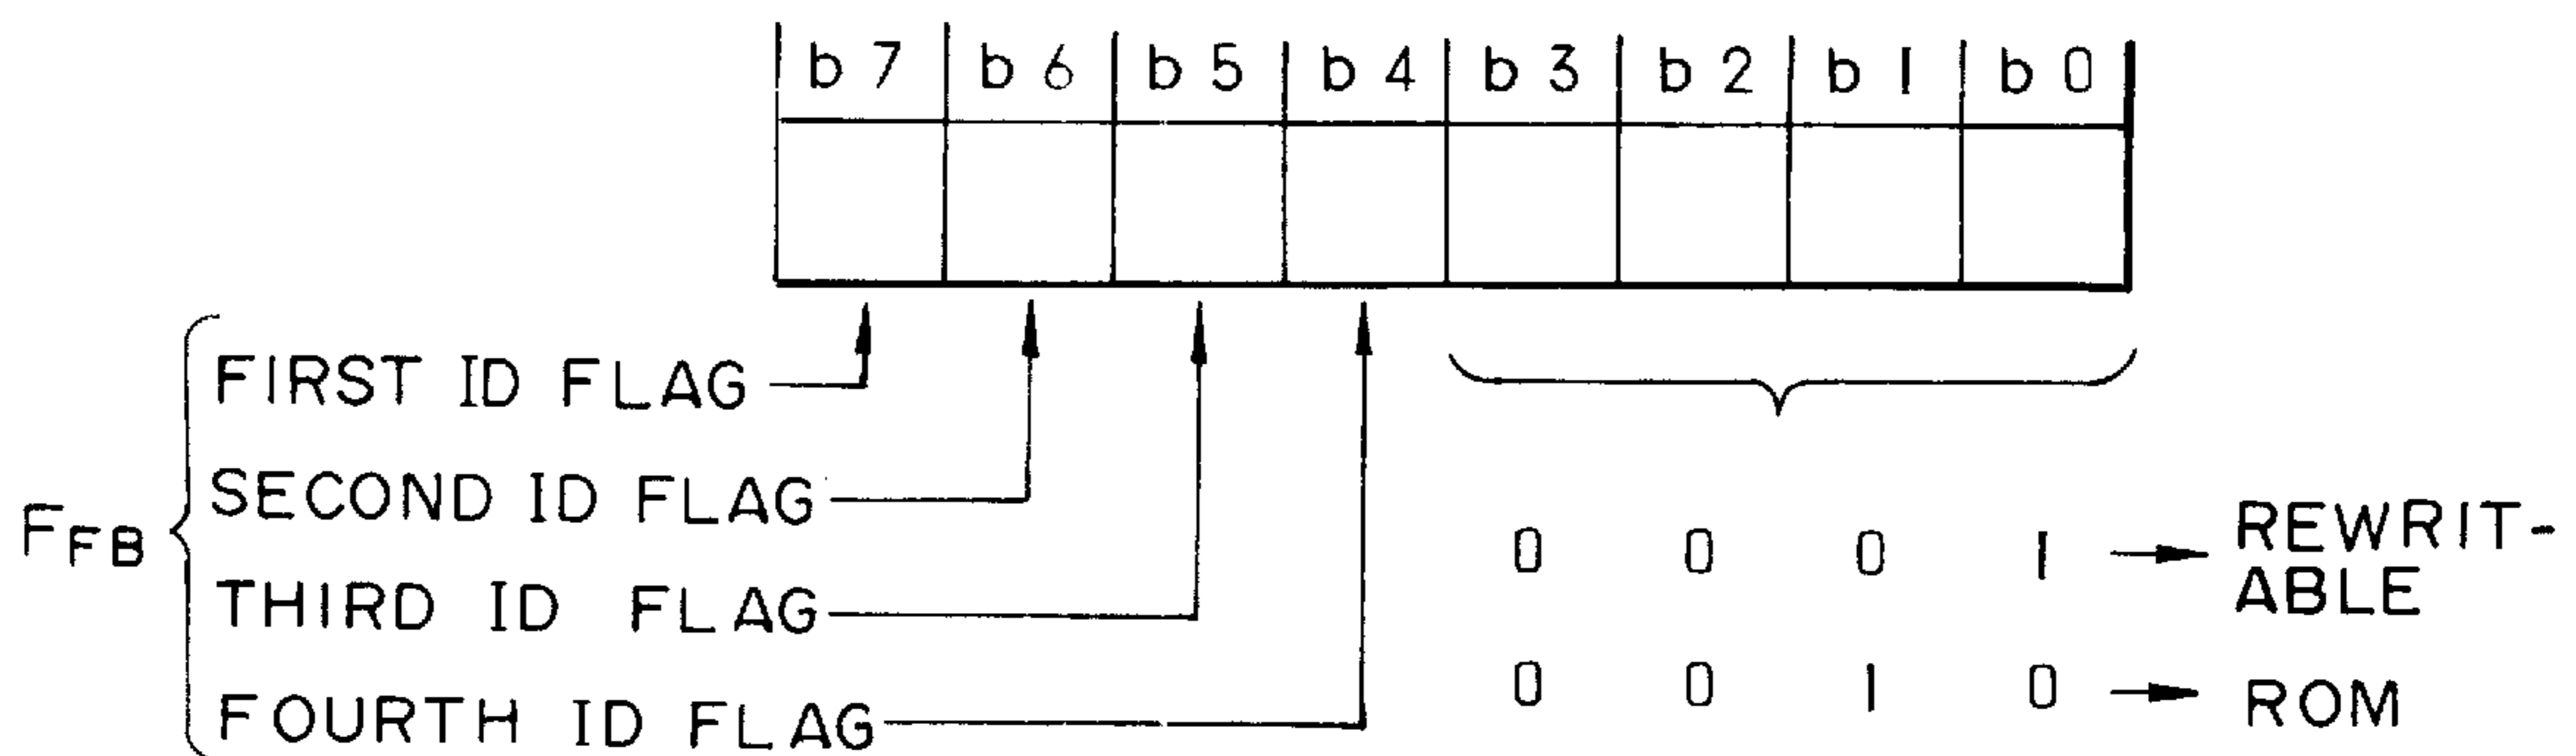 b 7 b 6 b 5 b 4 b 3 b 2 b 1 b 0
FIRST ID FLAG
SECOND ID FLAG
THIRD ID FLAG
FOURTH ID FLAG
FFB
0 0 0 1 → REWRIT-
ABLE
0 0 1 0 → ROM